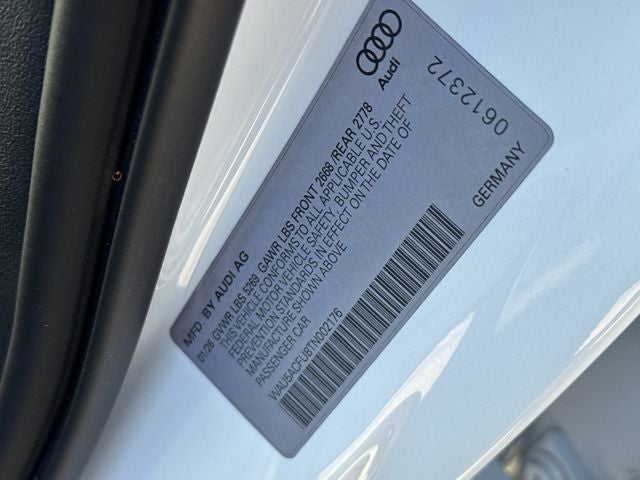 Audi
0612372
MFD. BY AUDI AG
01/26 GVWR LBS 5269 GAWR LBS FRONT 2668 /REAR 2778
THIS VEHICLE CONFORMS TO ALL APPLICABLE U.S.
FEDERAL MOTOR VEHICLE SAFETY, BUMPER AND THEFT
PREVENTION STANDARDS IN EFFECT ON THE DATE OF
MANUFACTURE SHOWN ABOVE
PASSENGER CAR
WAU5ACFU8TN002176
GERMANY